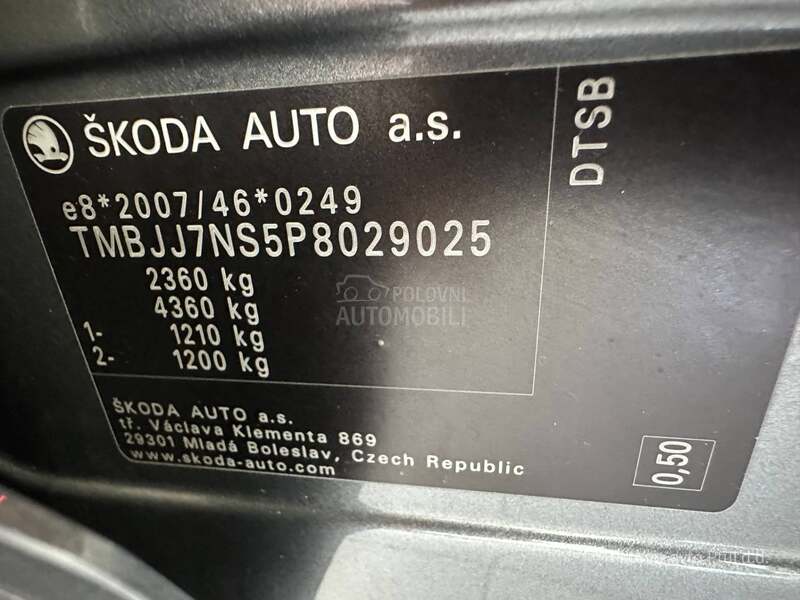 ŠKODA AUTO a.s.
e8*2007/46*0249
TMBJJ7NS5P8029025
2360 kg
4360 kg
1- 1210 kg
2- 1200 kg
ŠKODA AUTO a.s.
tř. Václava Klementa 869
29301 Mladá Boleslav, Czech Republic
www.skoda-auto.com
DTSB
0,50
POLOVNI
AUTOMOBILI